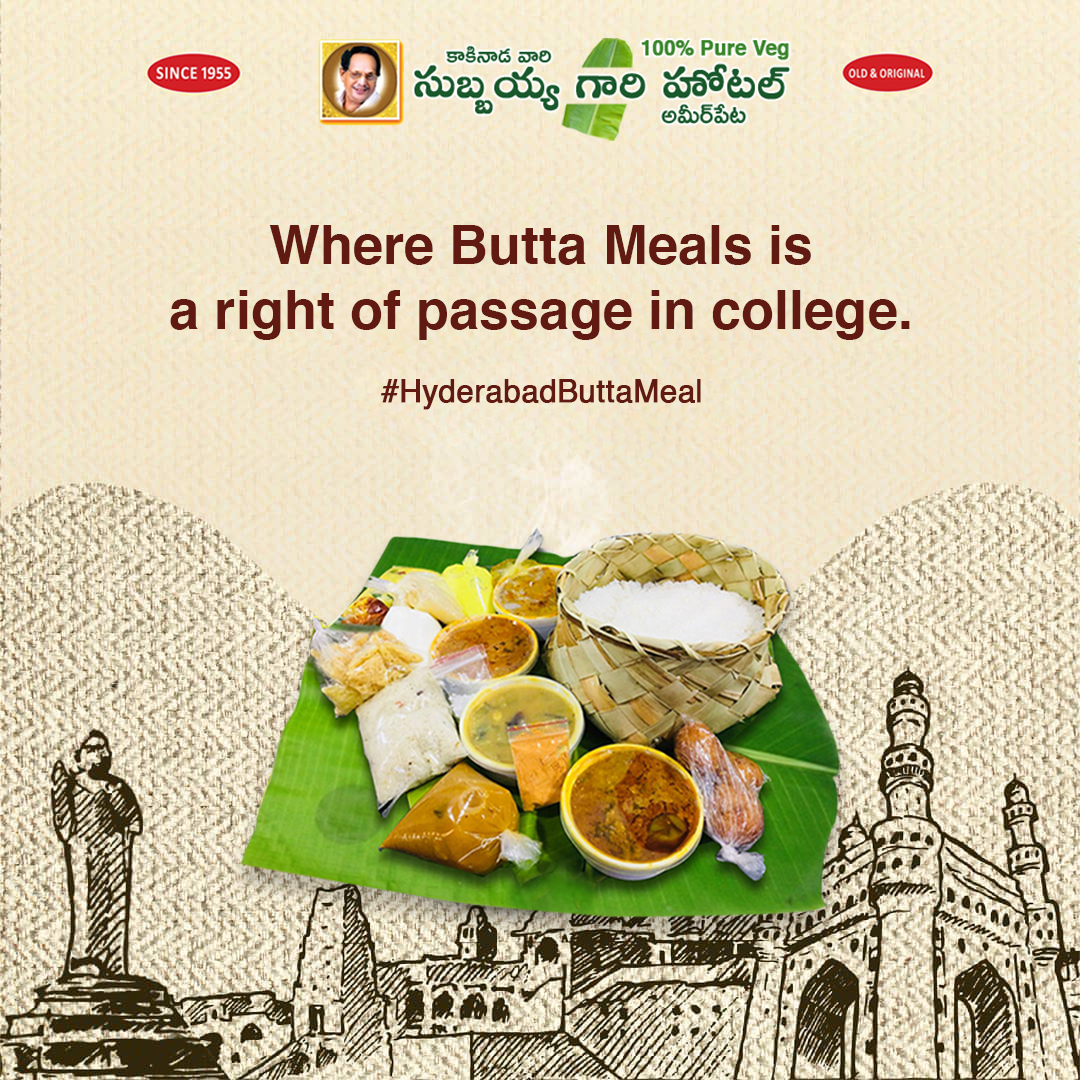 SINCE 1955
కాకినాడ వారి
సుబ్బయ్య గారి హోటల్
100% Pure Veg
అమీర్‌పేట
OLD & ORIGINAL
Where Butta Meals is
a right of passage in college.
#HyderabadButtaMeal